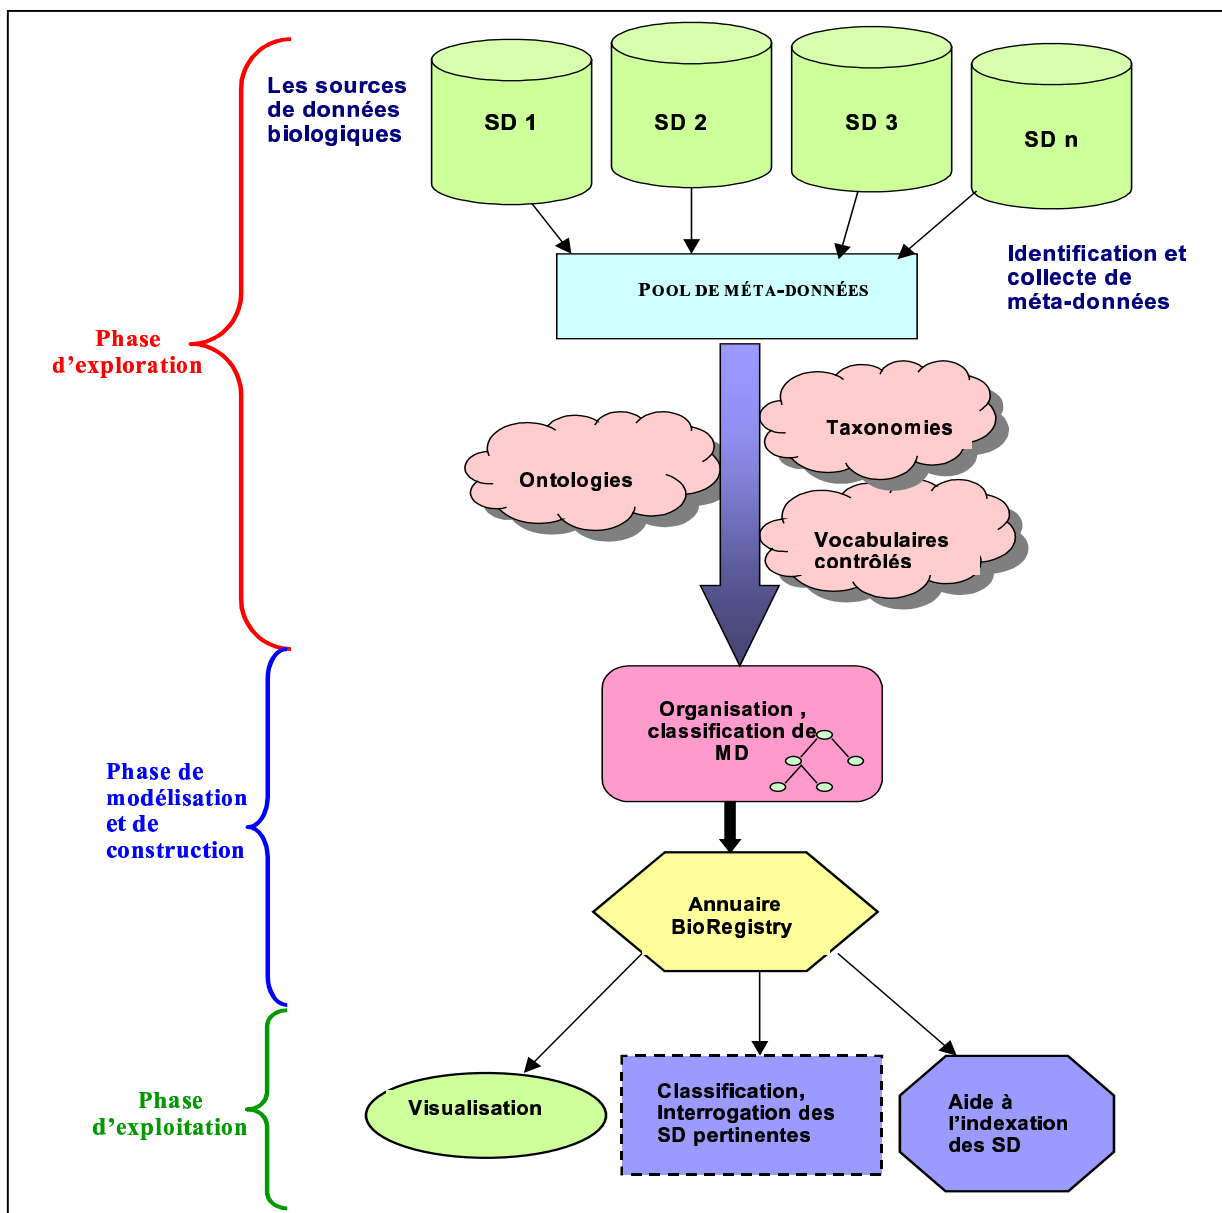 Les sources
de données
biologiques
SD 1
SD 2
SD 3
SD n
Identification et
collecte de
méta-données
POOL DE MÉTA-DONNÉES
Phase
d’exploration
Taxonomies
Ontologies
Vocabulaires
contrôlés
Organisation ,
classification de
MD
Phase de
modélisation
et de
construction
Annuaire
BioRegistry
Phase
d’exploitation
Visualisation
Classification,
Interrogation des
SD pertinentes
Aide à
l’indexation
des SD